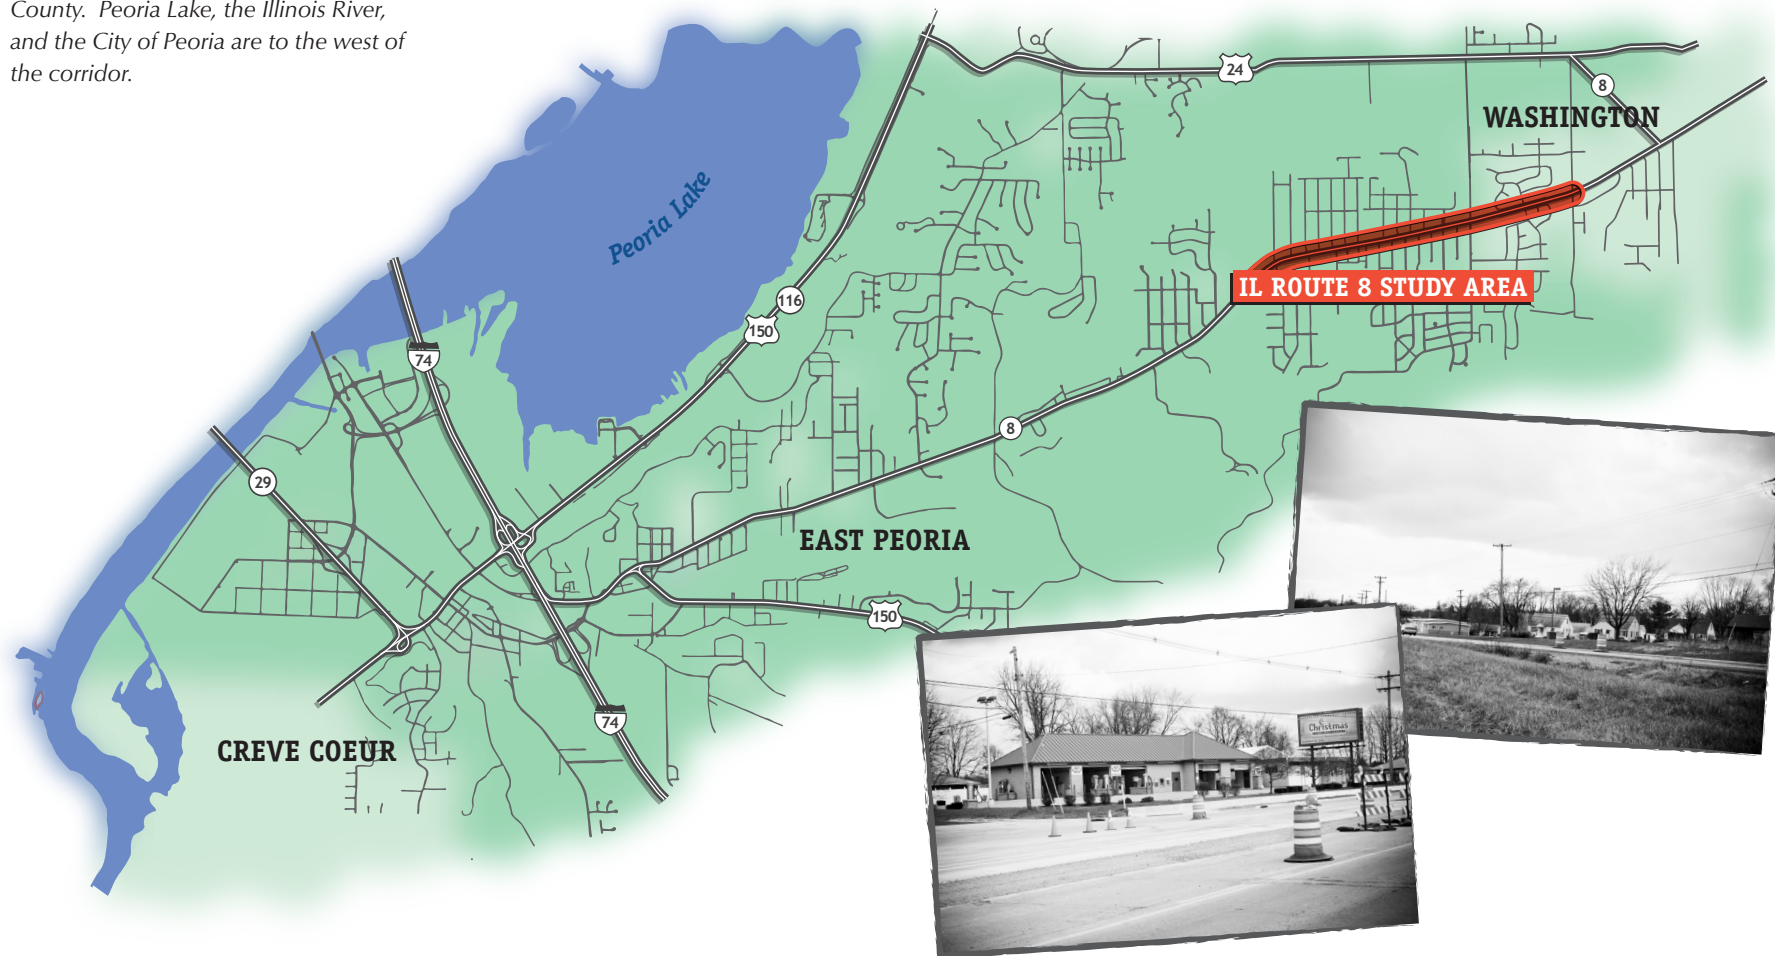 County. Peoria Lake, the Illinois River,
and the City of Peoria are to the west of
the corridor.
24
8
WASHINGTON
Peoria Lake
IL ROUTE 8 STUDY AREA
116
150
74
8
29
EAST PEORIA
150
74
CREVE COEUR
Christmas